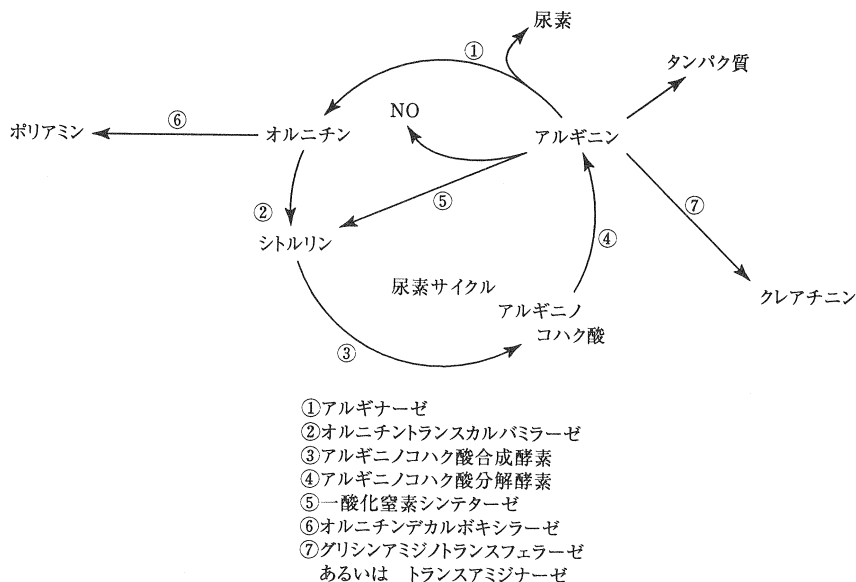 尿素
①
タンパク質
NO
⑥
ポリアミン
オルニチン
アルギニン
②
⑤
⑦
シトルリン
④
尿素サイクル
クレアチニン
アルギニノ
コハク酸
③
①アルギナーゼ
②オルニチントランスカルバミラーゼ
③アルギニノコハク酸合成酵素
④アルギニノコハク酸分解酵素
⑤一酸化窒素シンテターゼ
⑥オルニチンデカルボキシラーゼ
⑦グリシンアミジノトランスフェラーゼ
あるいは トランスアミジナーゼ